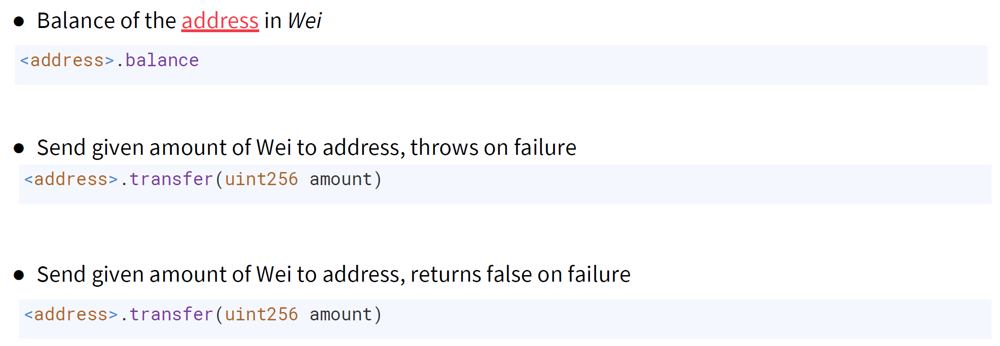 ● Balance of the address in Wei
<address>.balance
● Send given amount of Wei to address, throws on failure
<address>.transfer(uint256 amount)
● Send given amount of Wei to address, returns false on failure
<address>.transfer(uint256 amount)